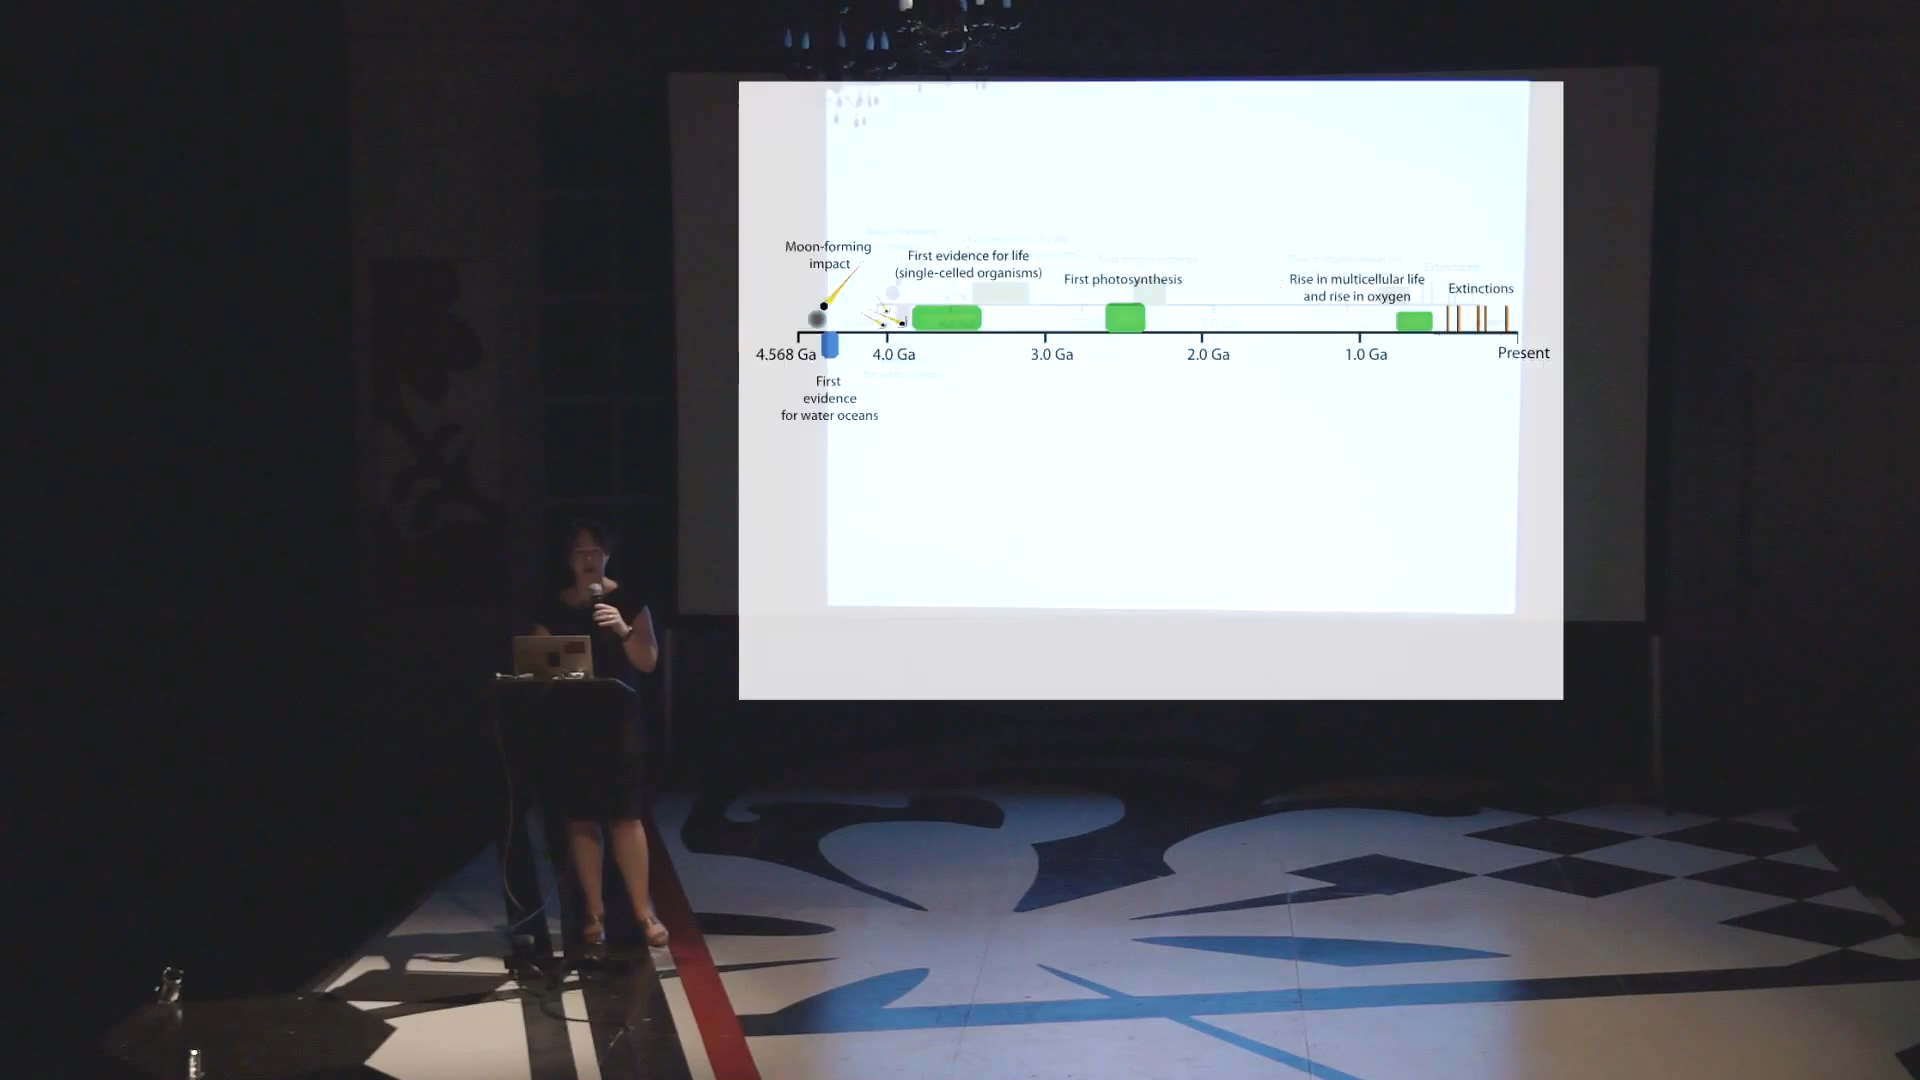 Moon-forming
impact
First evidence for life
(single-celled organisms)
First photosynthesis
Rise in multicellular life
and rise in oxygen
Extinctions
4.568 Ga
4.0 Ga
3.0 Ga
2.0 Ga
1.0 Ga
Present
First
evidence
for water oceans